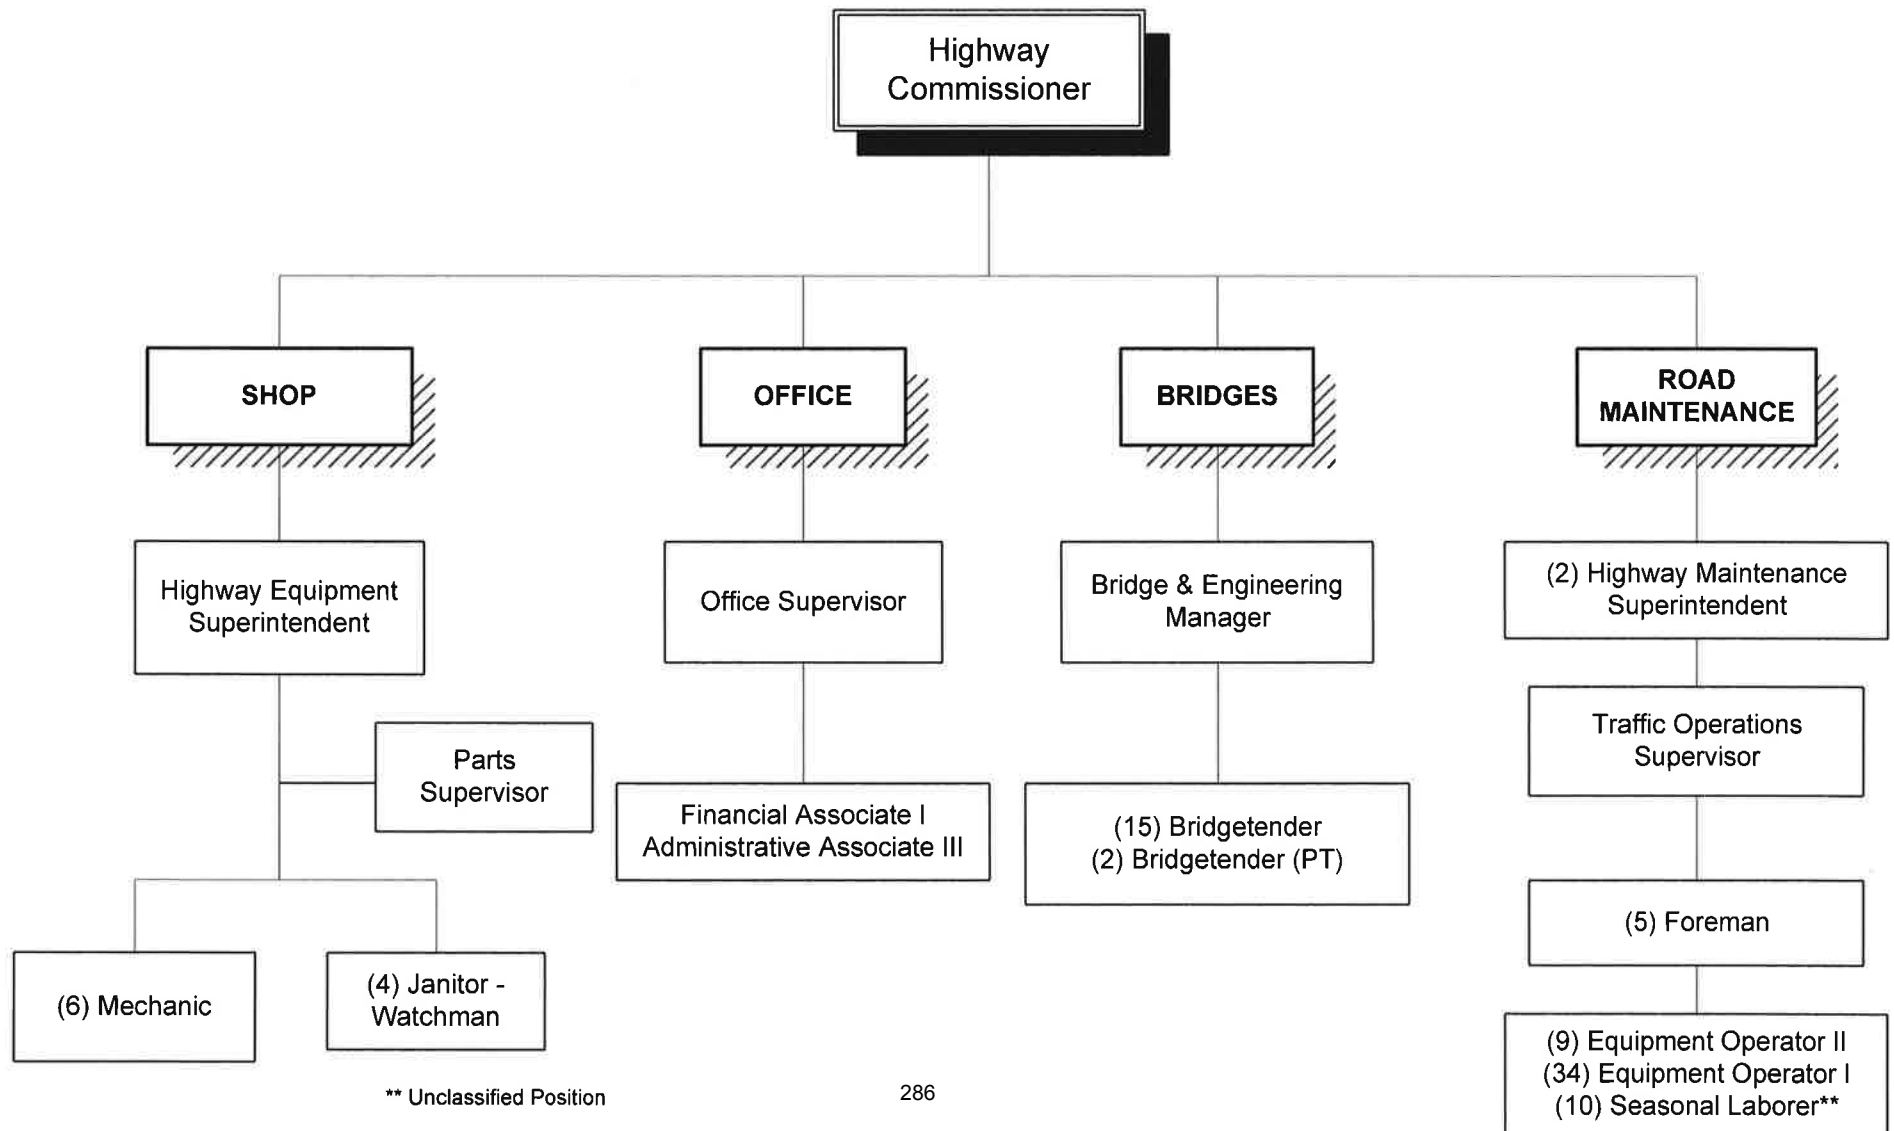 Highway
Commissioner
SHOP
OFFICE
BRIDGES
ROAD
MAINTENANCE
Highway Equipment
Superintendent
Office Supervisor
Bridge & Engineering
Manager
(2) Highway Maintenance
Superintendent
Parts
Supervisor
Traffic Operations
Supervisor
Financial Associate I
Administrative Associate III
(15) Bridgetender
(2) Bridgetender (PT)
(5) Foreman
(6) Mechanic
(4) Janitor -
Watchman
(9) Equipment Operator II
(34) Equipment Operator I
(10) Seasonal Laborer**
** Unclassified Position
286